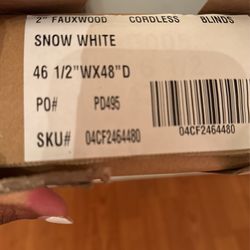 2" FAUXWOOD CORDLESS BLINDS
SNOW WHITE
46 1/2"WX48"D
PO# PD495
SKU# 04CF2464480
04CF2464480